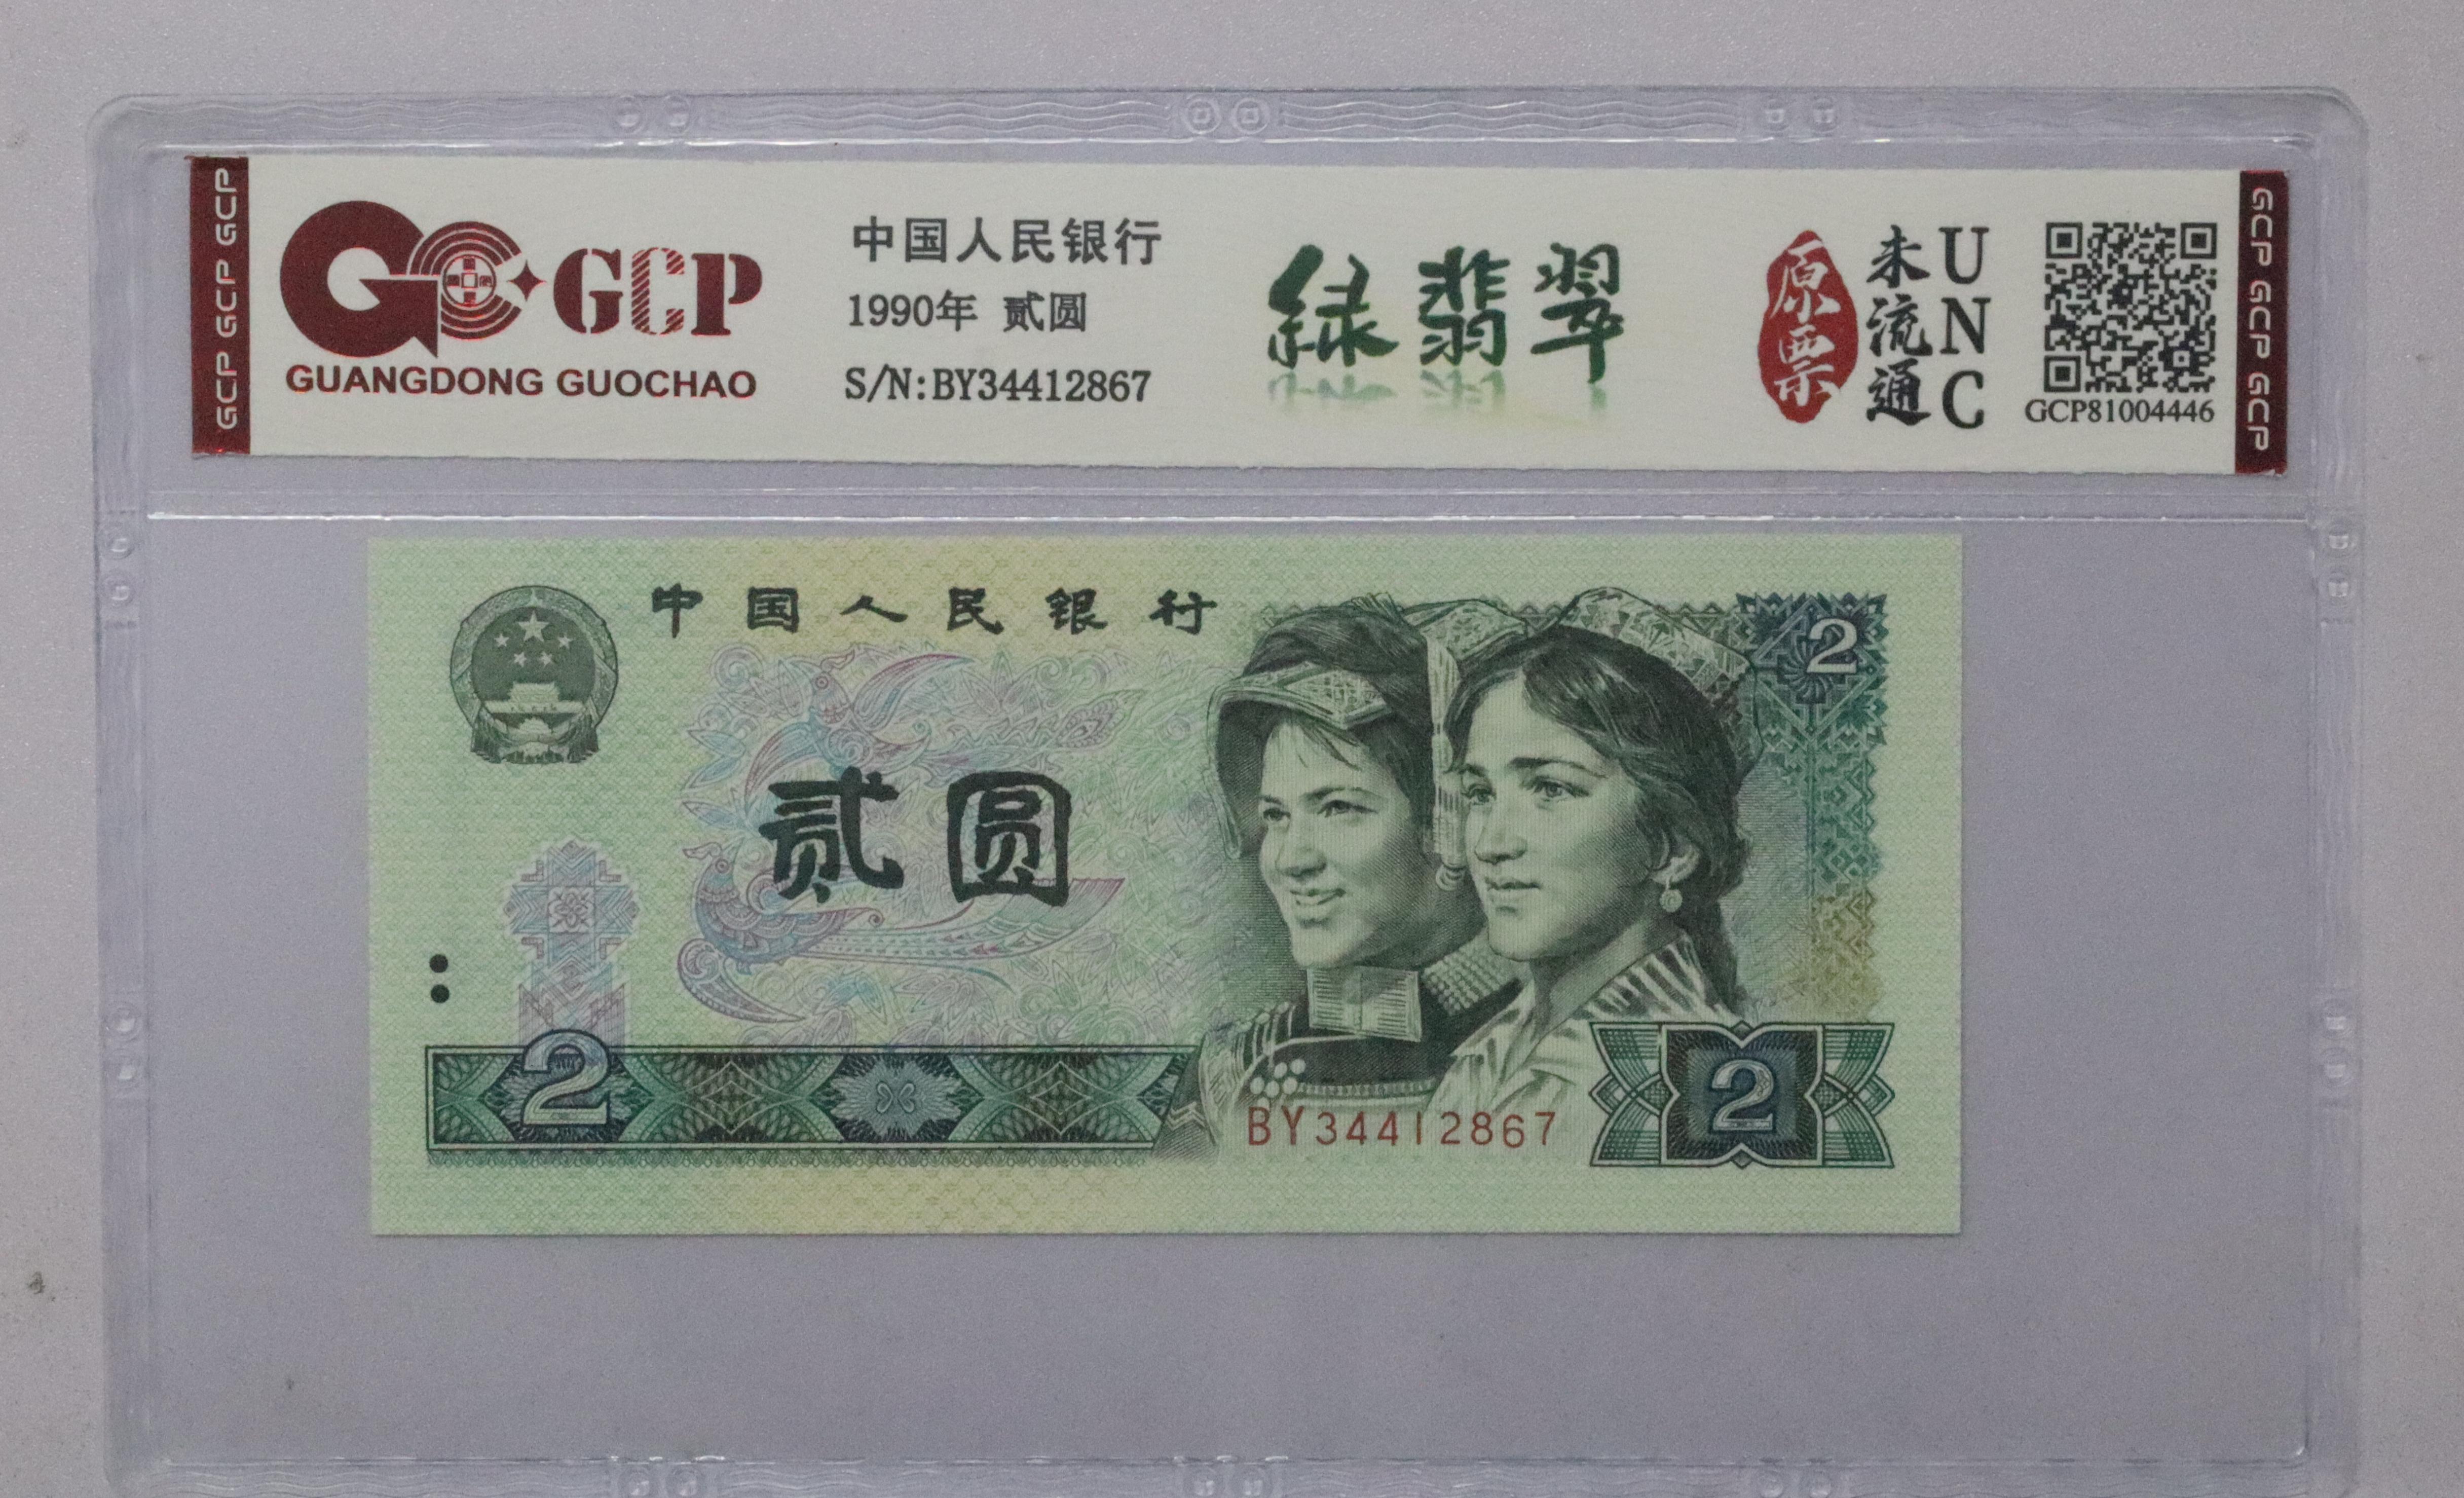 GCP GCP GCP
GCP
GUANGDONG GUOCHAO
中国人民银行
1990年 贰圆
S/N:BY34412867
绿翡翠
原票
未流通
UNC
GCP81004446
GCP GCP GCP
中国人民银行
2
贰圆
2
BY34412867
2